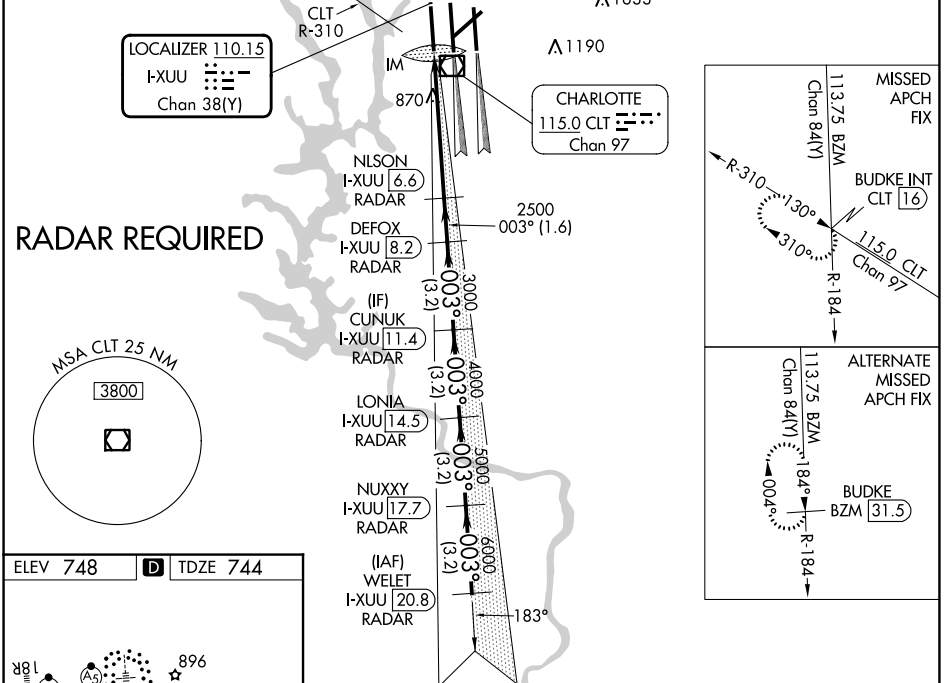 CLT
R-310
LOCALIZER 110.15
I-XUU
Chan 38(Y)
IM
870
1190
CHARLOTTE
115.0 CLT
Chan 97
NLSON
I-XUU 6.6
RADAR
2500
003° (1.6)
DEFOX
I-XUU 8.2
RADAR
RADAR REQUIRED
003°
(3.2)
3000
(IF)
CUNUK
I-XUU 11.4
RADAR
003°
(3.2)
4000
LONIA
I-XUU 14.5
RADAR
003°
(3.2)
5000
NUXXY
I-XUU 17.7
RADAR
003°
(3.2)
6000
(IAF)
WELET
I-XUU 20.8
RADAR
183°
MSA CLT 25 NM
3800
MISSED
APCH
FIX
113.75 BZM
Chan 84(Y)
R-310
130°
310°
BUDKE INT
CLT 16
115.0 CLT
Chan 97
R-184
ALTERNATE
MISSED
APCH FIX
113.75 BZM
Chan 84(Y)
184°
004°
BUDKE
BZM 31.5
R-184
ELEV 748
D
TDZE 744
18R
A5
896